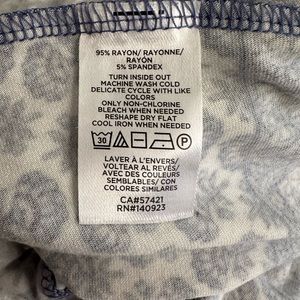 95% RAYON/ RAYONNE/
RAYÓN
5% SPANDEX
TURN INSIDE OUT
MACHINE WASH COLD
DELICATE CYCLE WITH LIKE
COLORS
ONLY NON-CHLORINE
BLEACH WHEN NEEDED
RESHAPE DRY FLAT
COOL IRON WHEN NEEDED
30 P
LAVER À L'ENVERS/
VOLTEAR AL REVÉS/
AVEC DES COULEURS
SEMBLABLES/ CON
COLORES SIMILARES
CA#57421
RN#140923